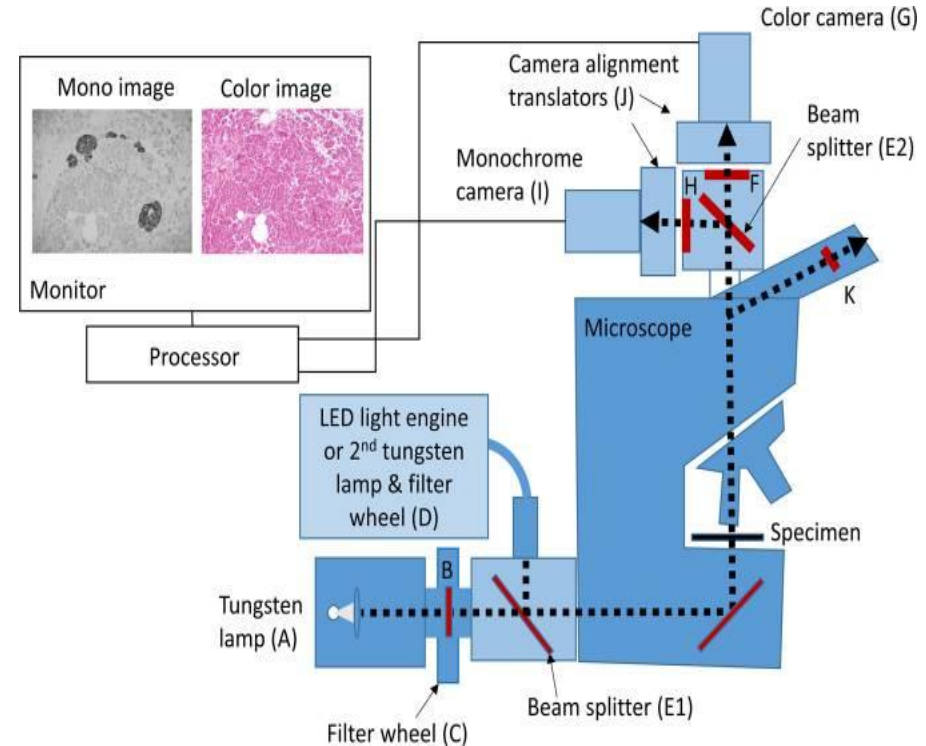 Color camera (G)
Mono image
Color image
Camera alignment
translators (J)
Beam
splitter (E2)
Monochrome
camera (I)
H
F
K
Monitor
Microscope
Processor
LED light engine
or 2nd tungsten
lamp & filter
wheel (D)
Specimen
B
Tungsten
lamp (A)
Beam splitter (E1)
Filter wheel (C)